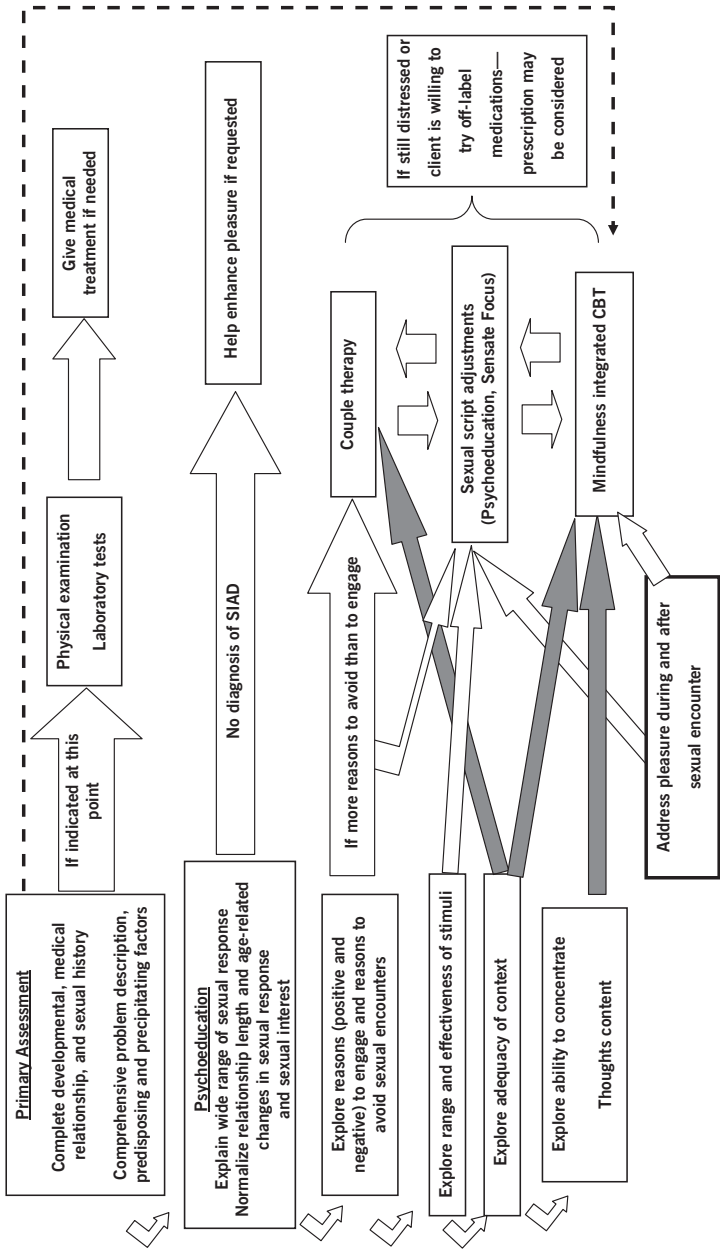 Primary Assessment
Complete developmental, medical
relationship, and sexual history
Comprehensive problem description,
predisposing and precipitating factors
If indicated at this
point
Physical examination
Laboratory tests
Give medical
treatment if needed
Psychoeducation
Explain wide range of sexual response
Normalize relationship length and age-related
changes in sexual response
and sexual interest
No diagnosis of SIAD
Help enhance pleasure if requested
Explore reasons (positive and
negative) to engage and reasons to
avoid sexual encounters
If more reasons to avoid than to engage
Couple therapy
If still distressed or
client is willing to
try off-label
medications—
prescription may
be considered
Explore range and effectiveness of stimuli
Sexual script adjustments
(Psychoeducation, Sensate Focus)
Explore adequacy of context
Explore ability to concentrate
Thoughts content
Mindfulness integrated CBT
Address pleasure during and after
sexual encounter